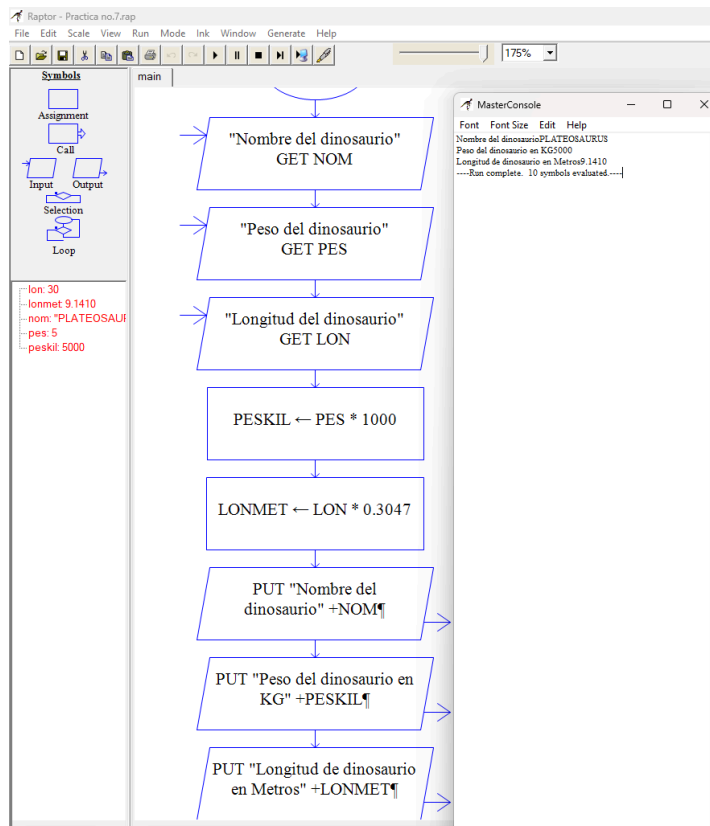 Raptor - Practica no.7.rap
File Edit Scale View Run Mode Ink Window Generate Help
175%
Symbols
Assignment
Call
Input Output
Selection
Loop
lon: 30
lonmet: 9.1410
nom: "PLATEOSAUR
pes: 5
peskil: 5000
main
"Nombre del dinosaurio"
GET NOM
"Peso del dinosaurio"
GET PES
"Longitud del dinosaurio"
GET LON
PESKIL ← PES * 1000
LONMET ← LON * 0.3047
PUT "Nombre del
dinosaurio" +NOM¶
PUT "Peso del dinosaurio en
KG" +PESKIL¶
PUT "Longitud de dinosaurio
en Metros" +LONMET¶
MasterConsole
Font Font Size Edit Help
Nombre del dinosaurioPLATEOSAURUS
Peso del dinosaurio en KG5000
Longitud de dinosaurio en Metros9.1410
----Run complete. 10 symbols evaluated.----